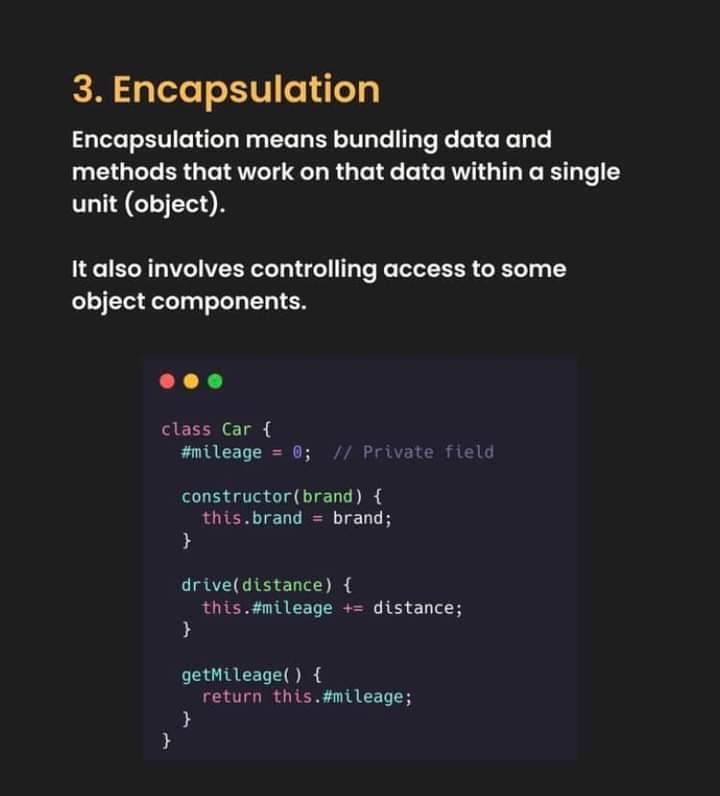 3. Encapsulation
Encapsulation means bundling data and
methods that work on that data within a single
unit (object).
It also involves controlling access to some
object components.
class Car {
  #mileage = 0;  // Private field
  constructor(brand) {
    this.brand = brand;
  }
  drive(distance) {
    this.#mileage += distance;
  }
  getMileage() {
    return this.#mileage;
  }
}